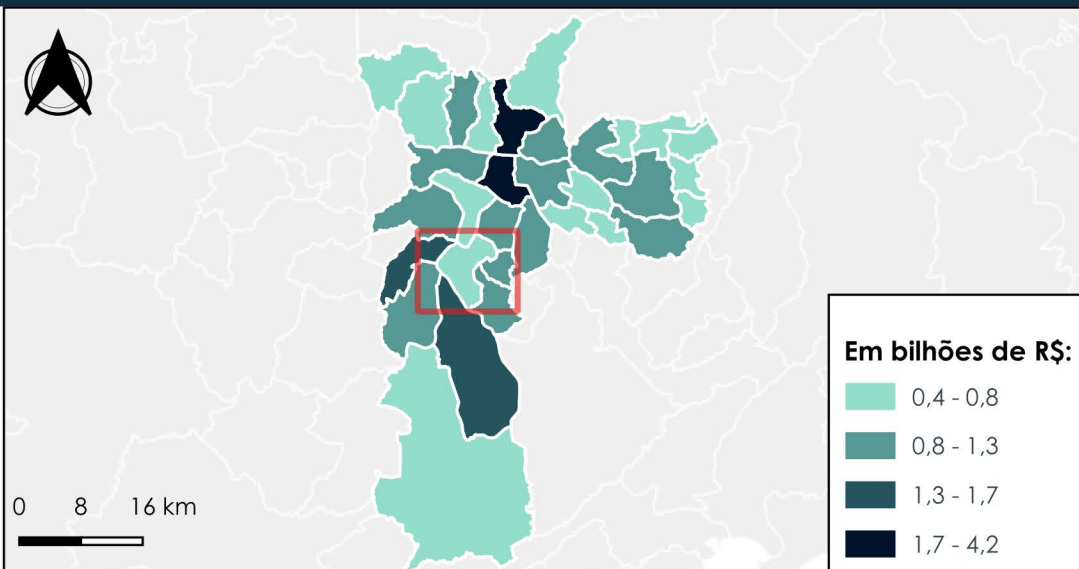 Em bilhões de R$:
0,4 - 0,8
0,8 - 1,3
1,3 - 1,7
1,7 - 4,2
0 8 16 km